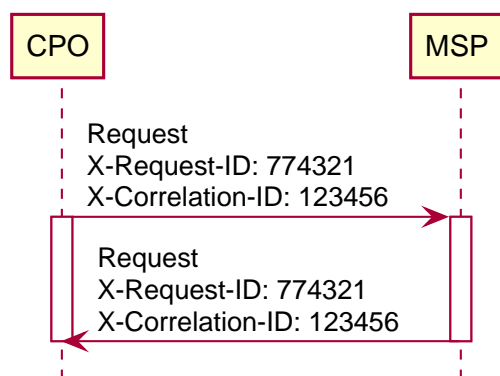 CPO
MSP
Request
X-Request-ID: 774321
X-Correlation-ID: 123456
Request
X-Request-ID: 774321
X-Correlation-ID: 123456